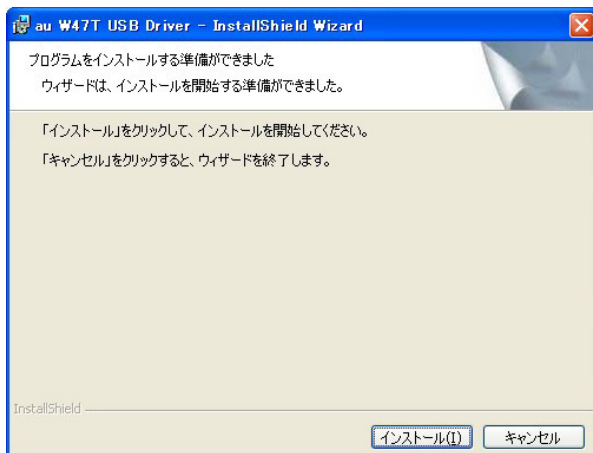 au W47T USB Driver - InstallShield Wizard
プログラムをインストールする準備ができました
ウィザードは、インストールを開始する準備ができました。
「インストール」をクリックして、インストールを開始してください。
「キャンセル」をクリックすると、ウィザードを終了します。
InstallShield
インストール(I)
キャンセル